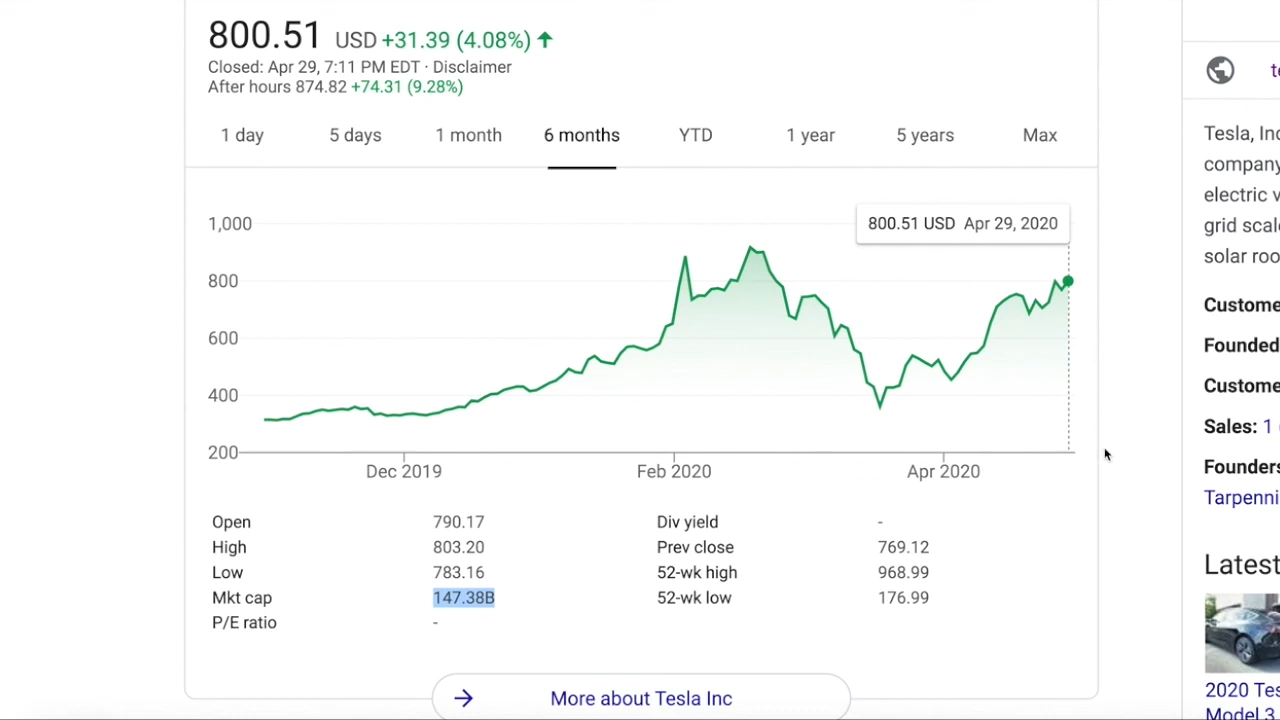 800.51 USD +31.39 (4.08%) ↑
Closed: Apr 29, 7:11 PM EDT · Disclaimer
After hours 874.82 +74.31 (9.28%)
1 day 5 days 1 month 6 months YTD 1 year 5 years Max
1,000
800
600
400
200
800.51 USD Apr 29, 2020
Dec 2019 Feb 2020 Apr 2020
Open 790.17 Div yield -
High 803.20 Prev close 769.12
Low 783.16 52-wk high 968.99
Mkt cap 147.38B 52-wk low 176.99
P/E ratio -
→ More about Tesla Inc
Tesla, Inc
company
electric v
grid scale
solar roo
Custome
Founded
Custome
Sales: 1
Founders
Tarpenni
Latest
2020 Tes
Model 3